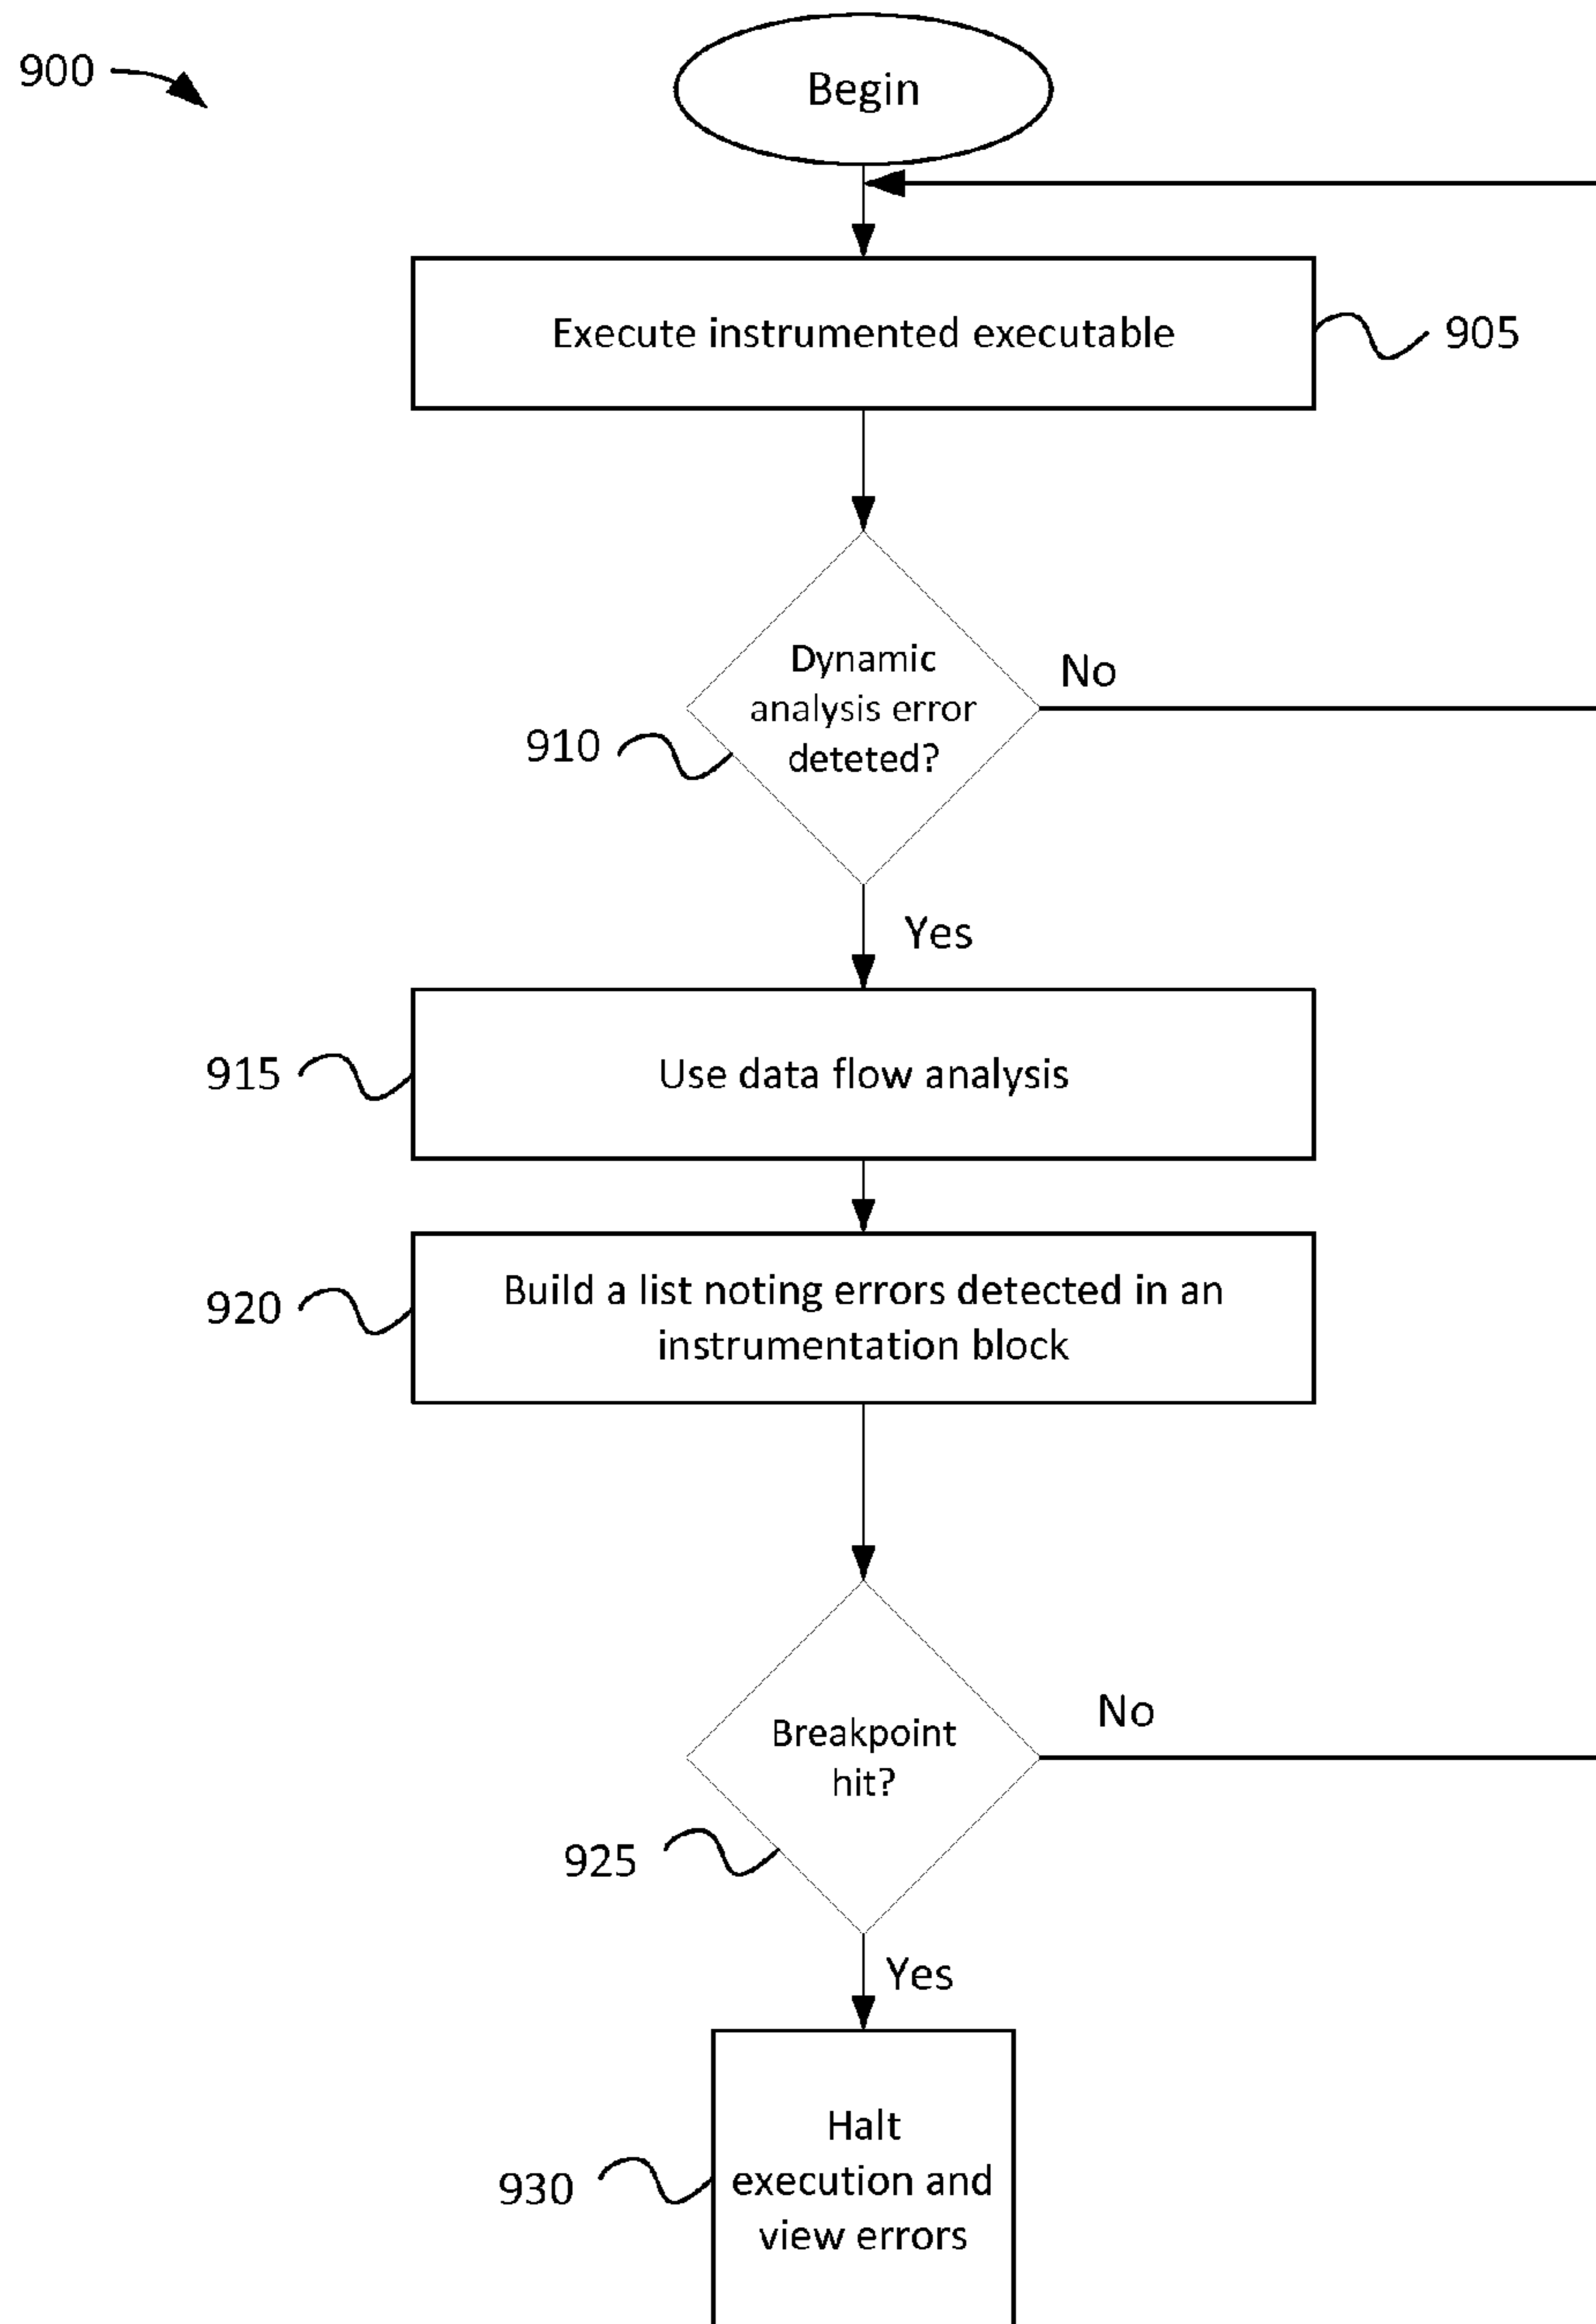 900
Begin
Execute instrumented executable
905
Dynamic
analysis error
deteted?
No
910
Yes
915
Use data flow analysis
920
Build a list noting errors detected in an
instrumentation block
Breakpoint
hit?
No
925
Yes
Halt
execution and
view errors
930